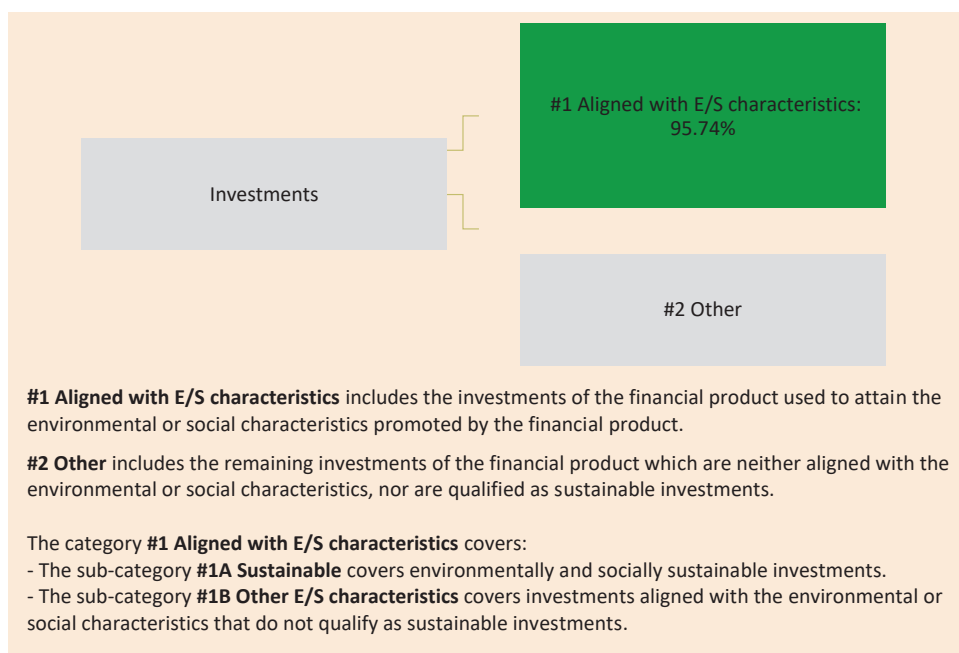 #1 Aligned with E/S characteristics:
95.74%
Investments
#2 Other
#1 Aligned with E/S characteristics includes the investments of the financial product used to attain the
environmental or social characteristics promoted by the financial product.
#2 Other includes the remaining investments of the financial product which are neither aligned with the
environmental or social characteristics, nor are qualified as sustainable investments.
The category #1 Aligned with E/S characteristics covers:
- The sub-category #1A Sustainable covers environmentally and socially sustainable investments.
- The sub-category #1B Other E/S characteristics covers investments aligned with the environmental or
social characteristics that do not qualify as sustainable investments.